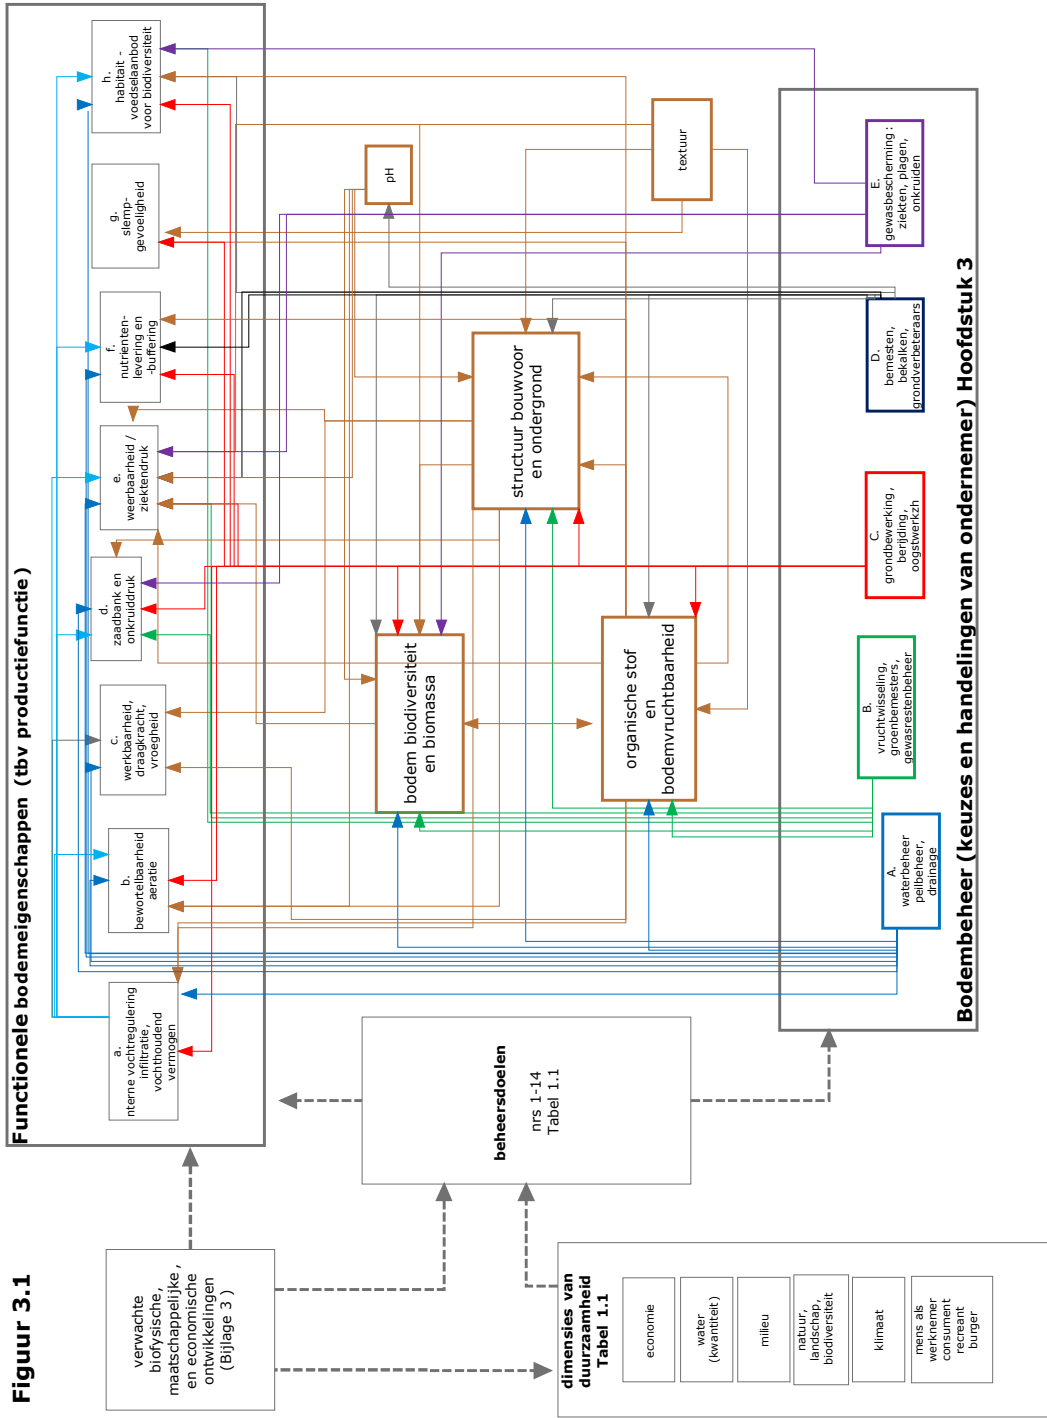 Figuur 3.1
Functionele bodemeigenschappen (tbv productiefunctie)
a.
nterne vochtregulering
infiltratie,
vochthoudend
vermogen
b.
bewortelbaarheid
aeratie
c.
werkbaarheid,
draagkracht,
vroegheid
d.
zaadbank en
onkruiddruk
e.
weerbaarheid /
ziektendruk
f.
nutrienten-
levering en
-buffering
g.
slemp-
gevoeligheid
h.
habitait -
voedselaanbod
voor biodiversiteit
verwachte
biofysische,
maatschappelijke,
en economische
ontwikkelingen
(Bijlage 3 )
beheersdoelen
nrs 1-14
Tabel 1.1
dimensies van
duurzaamheid
Tabel 1.1
economie
water
(kwantiteit)
milieu
natuur,
landschap,
biodiversiteit
klimaat
mens als
werknemer
consument
recreant
burger
bodem biodiversiteit
en biomassa
structuur bouwvoor
en ondergrond
organische stof
en
bodemvruchtbaarheid
pH
textuur
A.
waterbeheer
peilbeheer,
drainage
B.
vruchtwisseling,
groenbemesters,
gewasrestenbeheer
C.
grondbewerking,
berijding,
oogstwerkzh
D.
bemesten,
bekalken,
grondverbeteraars
E.
gewasbescherming:
ziekten, plagen,
onkruiden
Bodembeheer (keuzes en handelingen van ondernemer) Hoofdstuk 3